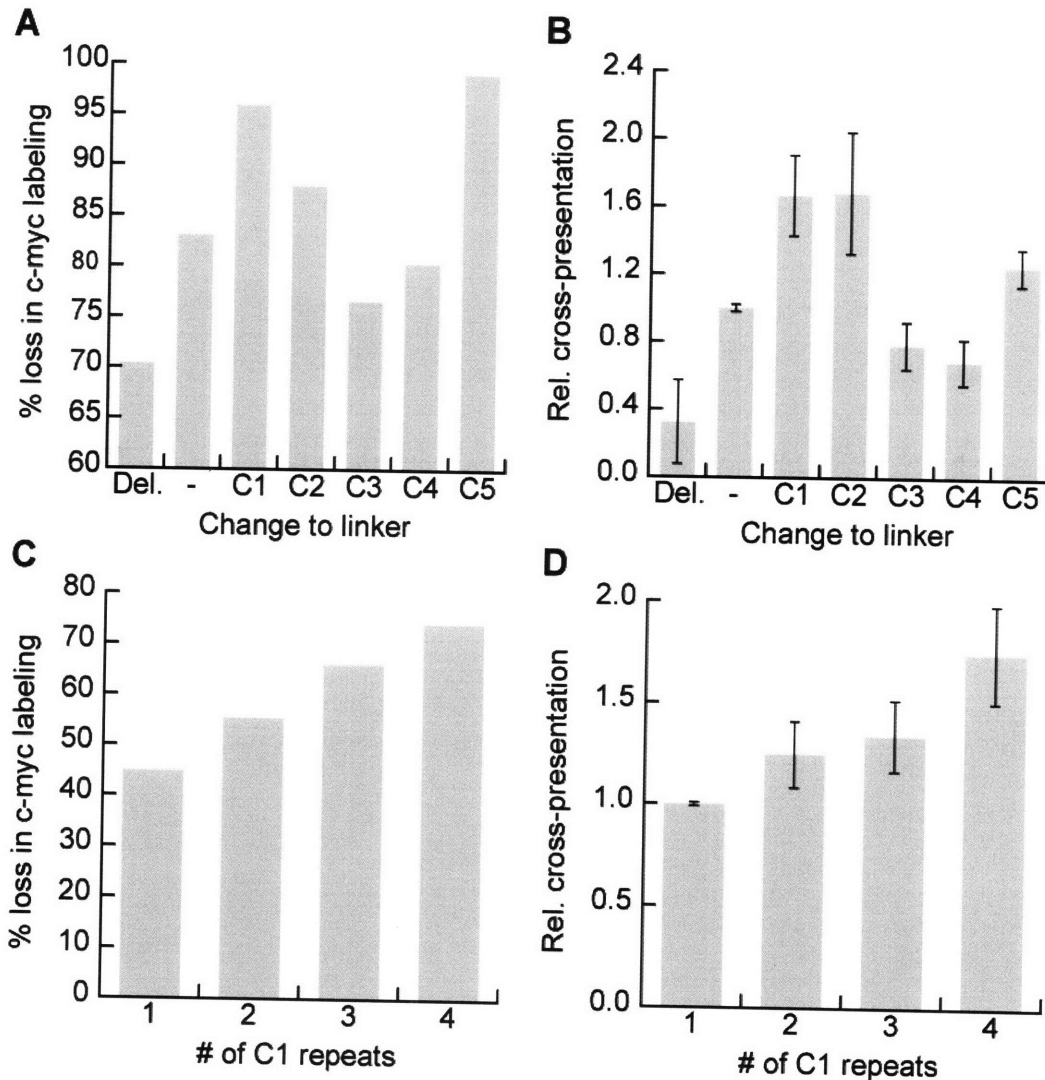 A
% loss in c-myc labeling
100
95
90
85
80
75
70
65
60
Del. - C1 C2 C3 C4 C5
Change to linker
B
Rel. cross-presentation
2.4
2.0
1.6
1.2
0.8
0.4
0.0
Del. - C1 C2 C3 C4 C5
Change to linker
C
% loss in c-myc labeling
80
70
60
50
40
30
20
10
0
1 2 3 4
# of C1 repeats
D
Rel. cross-presentation
2.0
1.5
1.0
0.5
0.0
1 2 3 4
# of C1 repeats